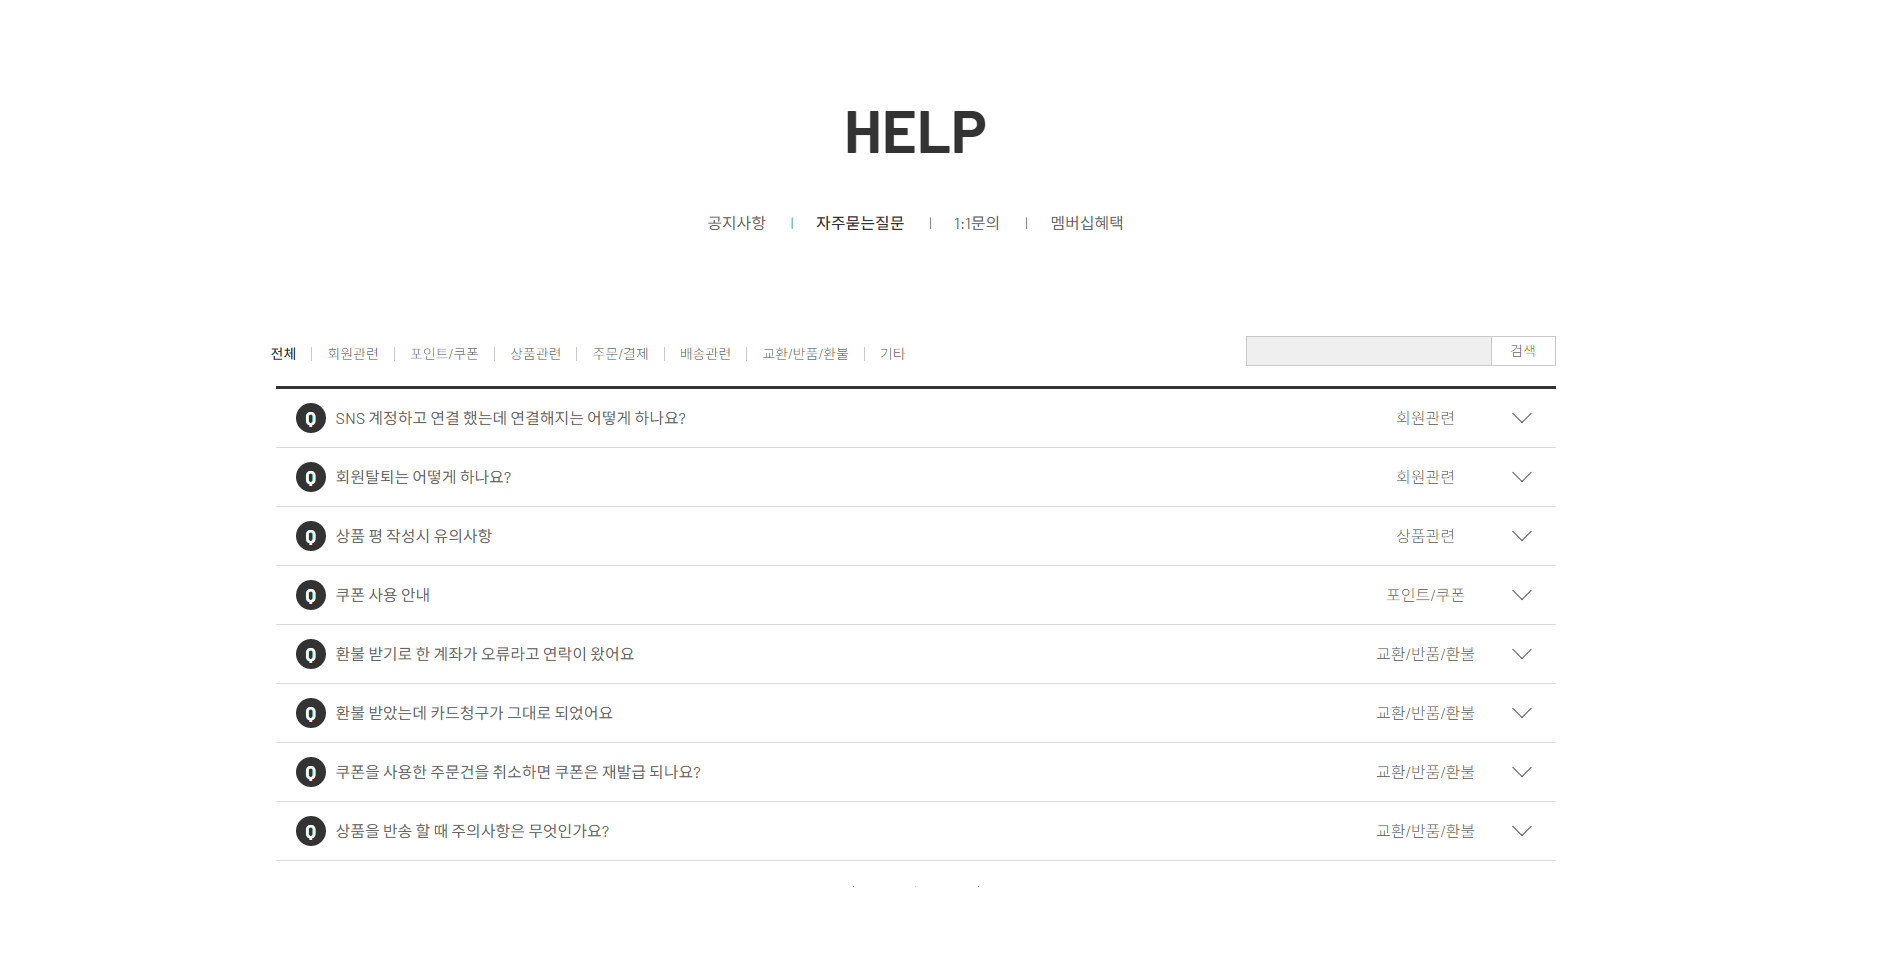 HELP
공지사항 | 자주묻는질문 | 1:1문의 | 멤버십혜택
전체 | 회원관련 | 포인트/쿠폰 | 상품관련 | 주문/결제 | 배송관련 | 교환/반품/환불 | 기타 검색
Q SNS 계정하고 연결 했는데 연결해지는 어떻게 하나요? 회원관련
Q 회원탈퇴는 어떻게 하나요? 회원관련
Q 상품 평 작성시 유의사항 상품관련
Q 쿠폰 사용 안내 포인트/쿠폰
Q 환불 받기로 한 계좌가 오류라고 연락이 왔어요 교환/반품/환불
Q 환불 받았는데 카드청구가 그대로 되었어요 교환/반품/환불
Q 쿠폰을 사용한 주문건을 취소하면 쿠폰은 재발급 되나요? 교환/반품/환불
Q 상품을 반송 할 때 주의사항은 무엇인가요? 교환/반품/환불